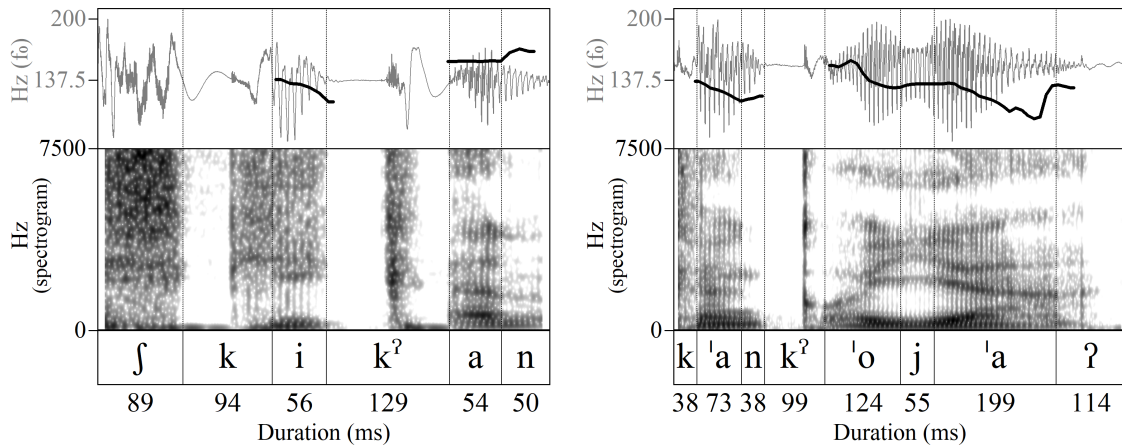 Hz (f₀)
200
137.5
Hz
(spectrogram)
7500
0
ʃ k i kˀ a n
89 94 56 129 54 50
Duration (ms)
Hz (f₀)
200
137.5
Hz
(spectrogram)
7500
0
k ˈa n kˀ ˈo j ˈa ʔ
38 73 38 99 124 55 199 114
Duration (ms)